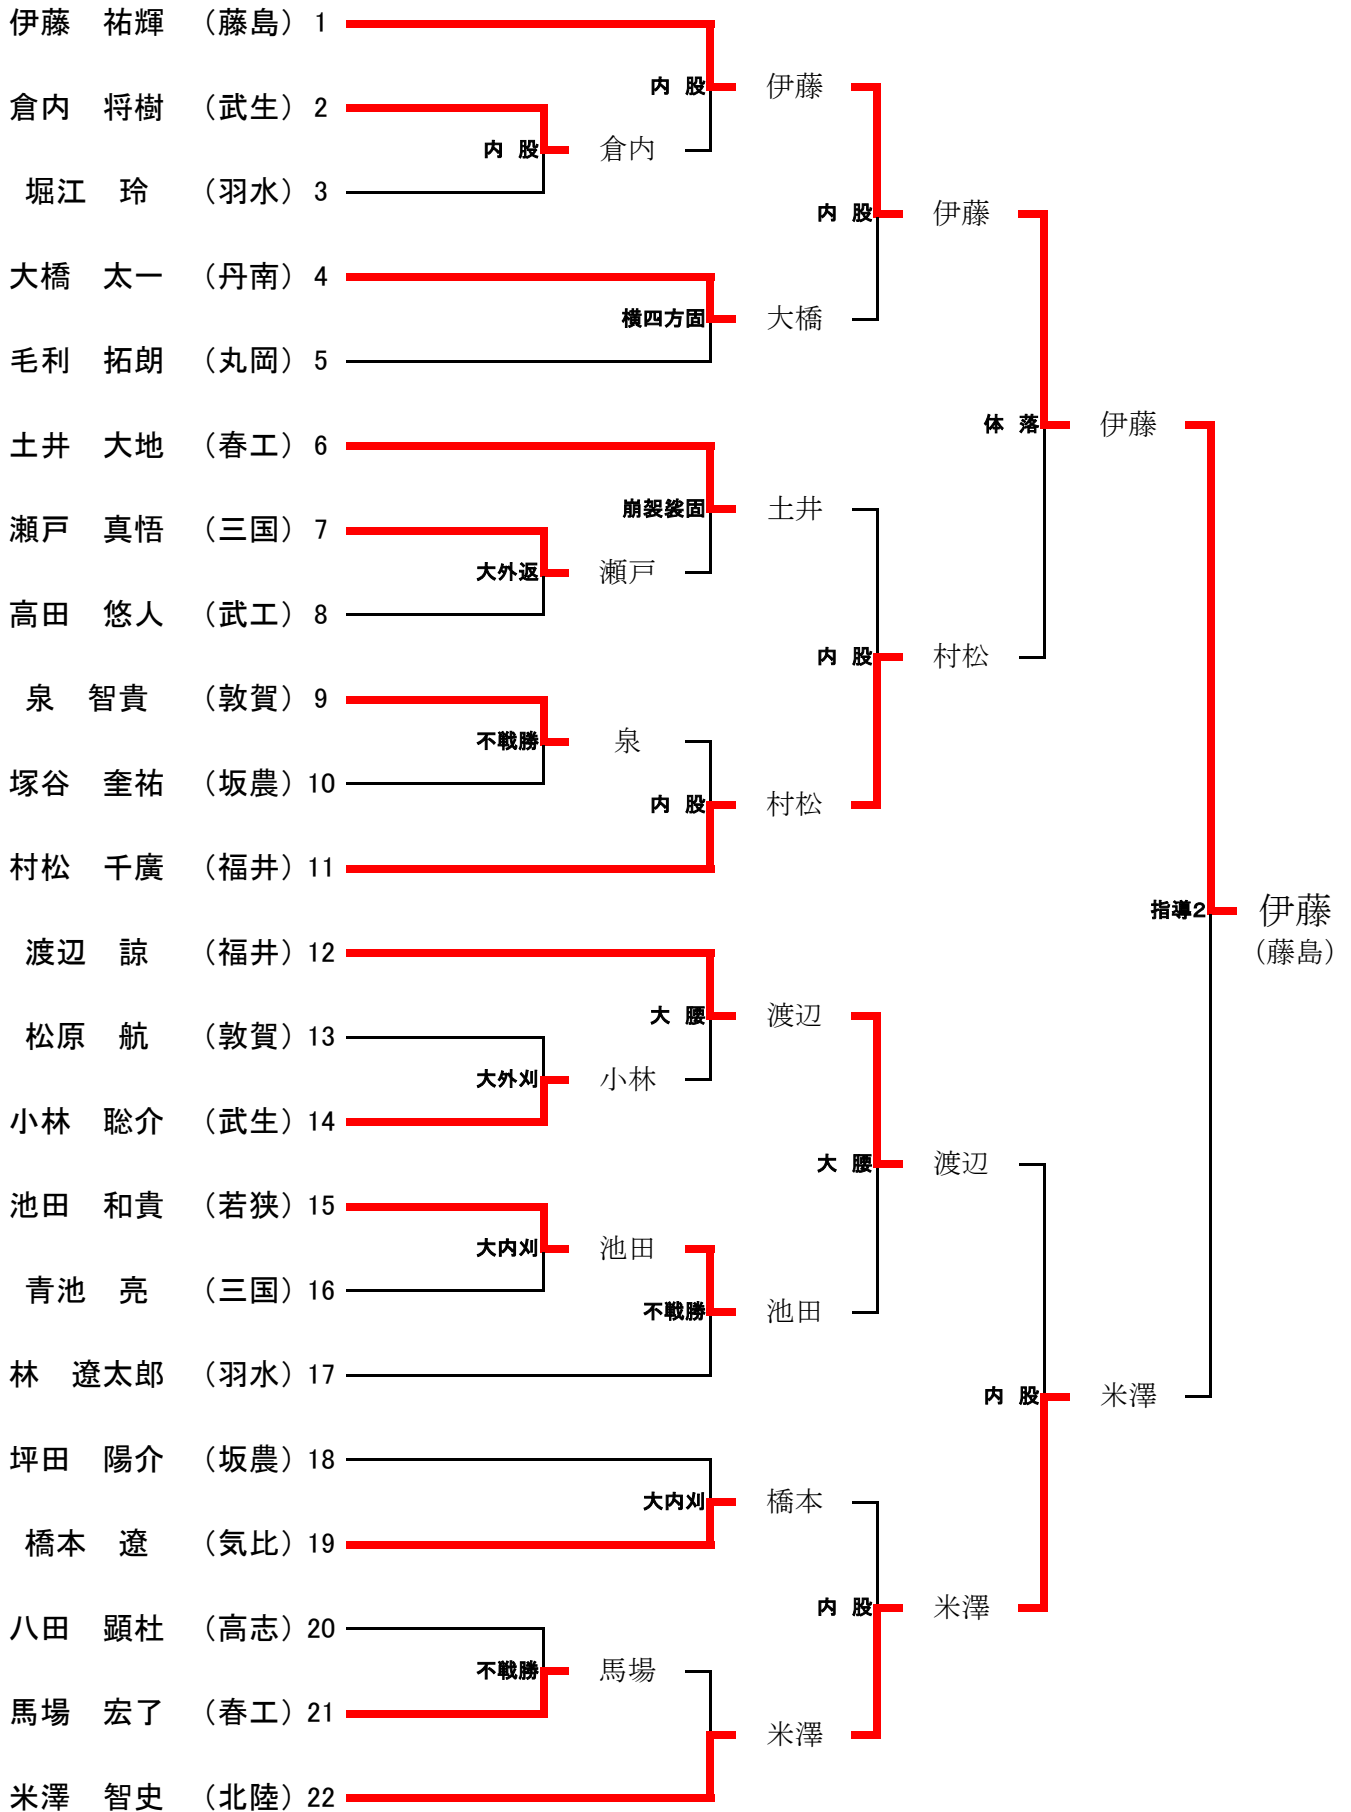 伊藤　祐輝　（藤島）　1
倉内　将樹　（武生）　2
堀江　玲　（羽水）　3
大橋　太一　（丹南）　4
毛利　拓朗　（丸岡）　5
土井　大地　（春工）　6
瀬戸　真悟　（三国）　7
高田　悠人　（武工）　8
泉　智貴　（敦賀）　9
塚谷　奎祐　（坂農）　10
村松　千廣　（福井）　11
渡辺　諒　（福井）　12
松原　航　（敦賀）　13
小林　聡介　（武生）　14
池田　和貴　（若狭）　15
青池　亮　（三国）　16
林　遼太郎　（羽水）　17
坪田　陽介　（坂農）　18
橋本　遼　（気比）　19
八田　顕杜　（高志）　20
馬場　宏了　（春工）　21
米澤　智史　（北陸）　22
内　股
倉内
大外返
瀬戸
不戦勝
泉
大外刈
小林
大内刈
池田
不戦勝
馬場
内　股
伊藤
横四方固
大橋
崩袈裟固
土井
内　股
村松
大　腰
渡辺
不戦勝
池田
大内刈
橋本
米澤
内　股
伊藤
内　股
村松
大　腰
渡辺
内　股
米澤
体　落
伊藤
内　股
米澤
指導2
伊藤
（藤島）